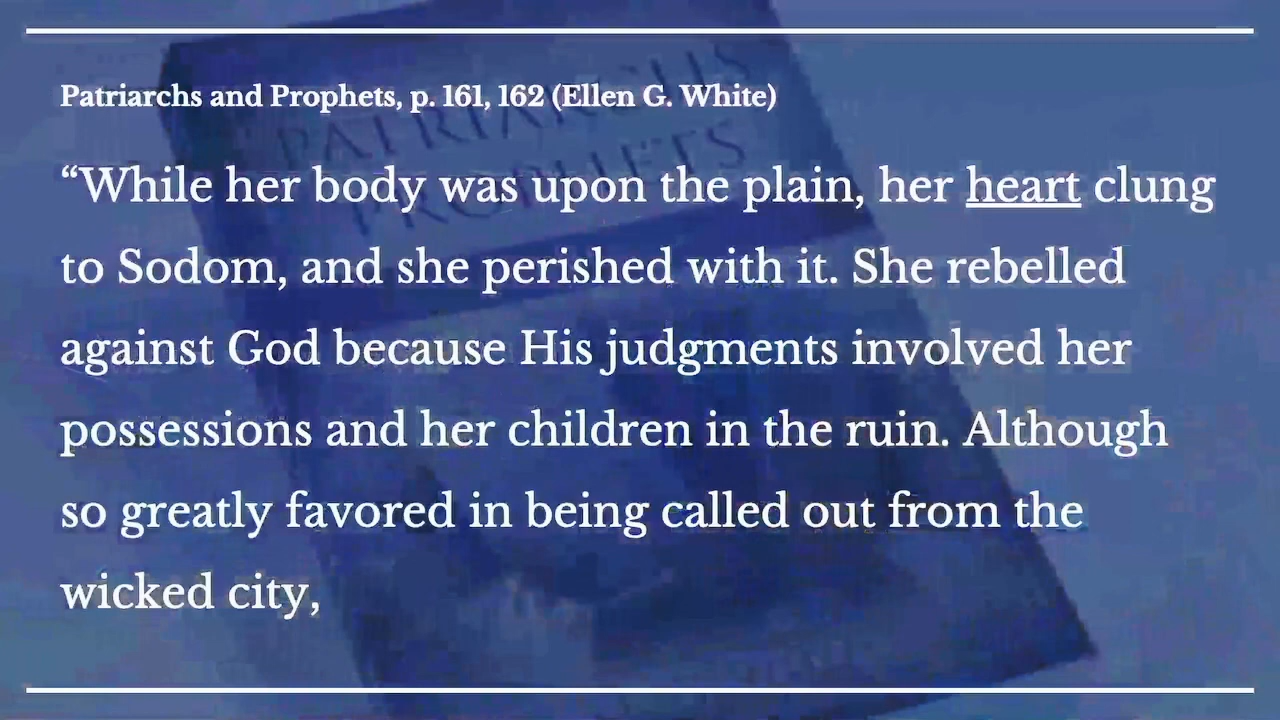 Patriarchs and Prophets, p. 161, 162 (Ellen G. White)
“While her body was upon the plain, her heart clung
to Sodom, and she perished with it. She rebelled
against God because His judgments involved her
possessions and her children in the ruin. Although
so greatly favored in being called out from the
wicked city,
PATRIARCHS
PROPHETS